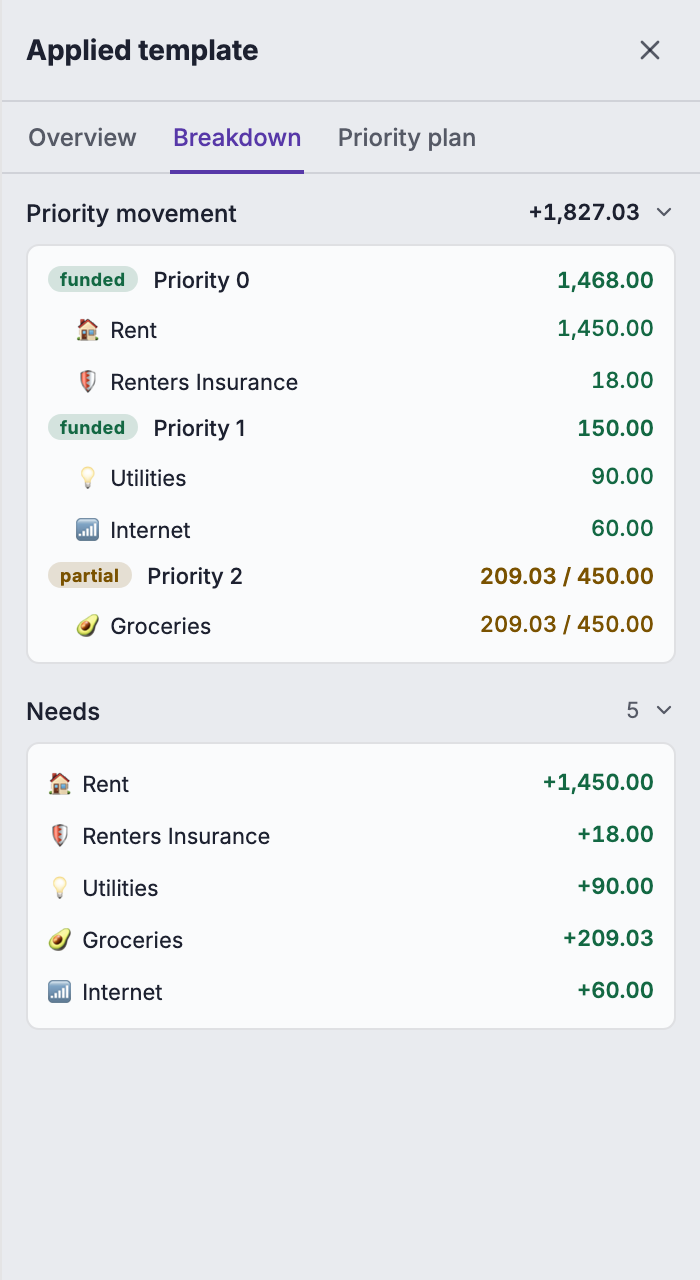 Applied template
Overview Breakdown Priority plan
Priority movement +1,827.03
funded Priority 0 1,468.00
Rent 1,450.00
Renters Insurance 18.00
funded Priority 1 150.00
Utilities 90.00
Internet 60.00
partial Priority 2 209.03 / 450.00
Groceries 209.03 / 450.00
Needs 5
Rent +1,450.00
Renters Insurance +18.00
Utilities +90.00
Groceries +209.03
Internet +60.00